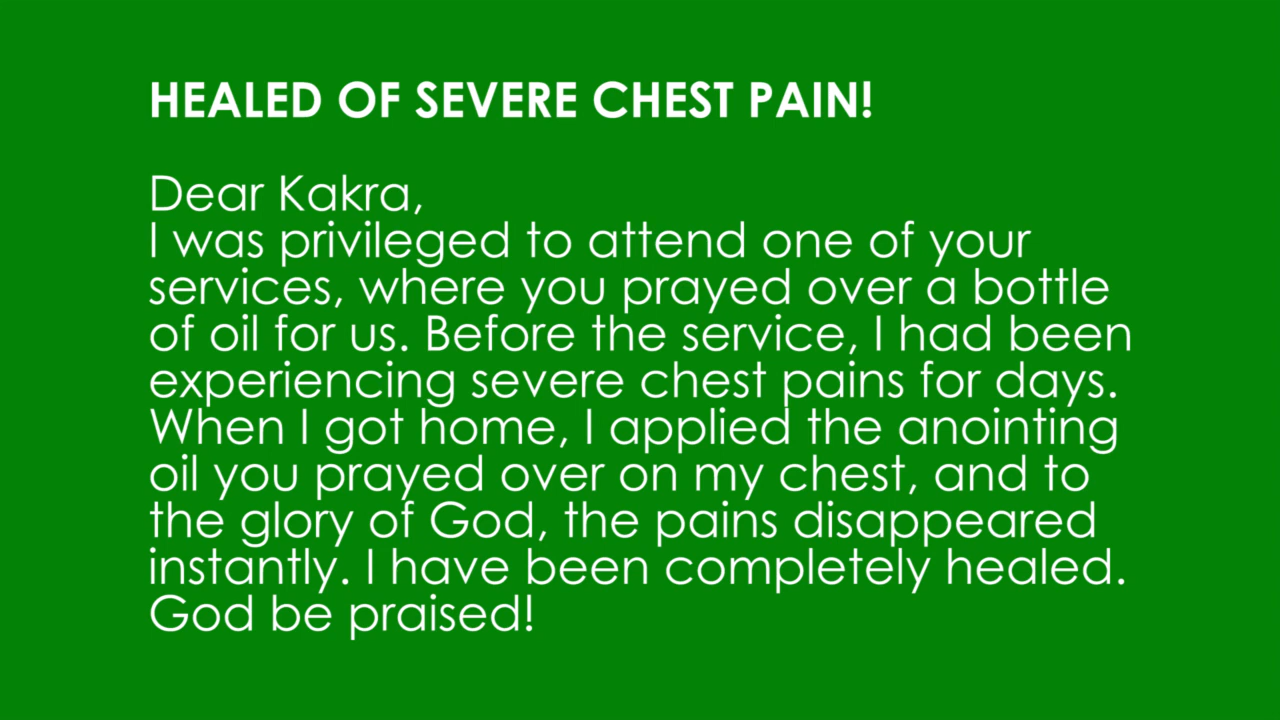 HEALED OF SEVERE CHEST PAIN!
Dear Kakra,
I was privileged to attend one of your
services, where you prayed over a bottle
of oil for us. Before the service, I had been
experiencing severe chest pains for days.
When I got home, I applied the anointing
oil you prayed over on my chest, and to
the glory of God, the pains disappeared
instantly. I have been completely healed.
God be praised!